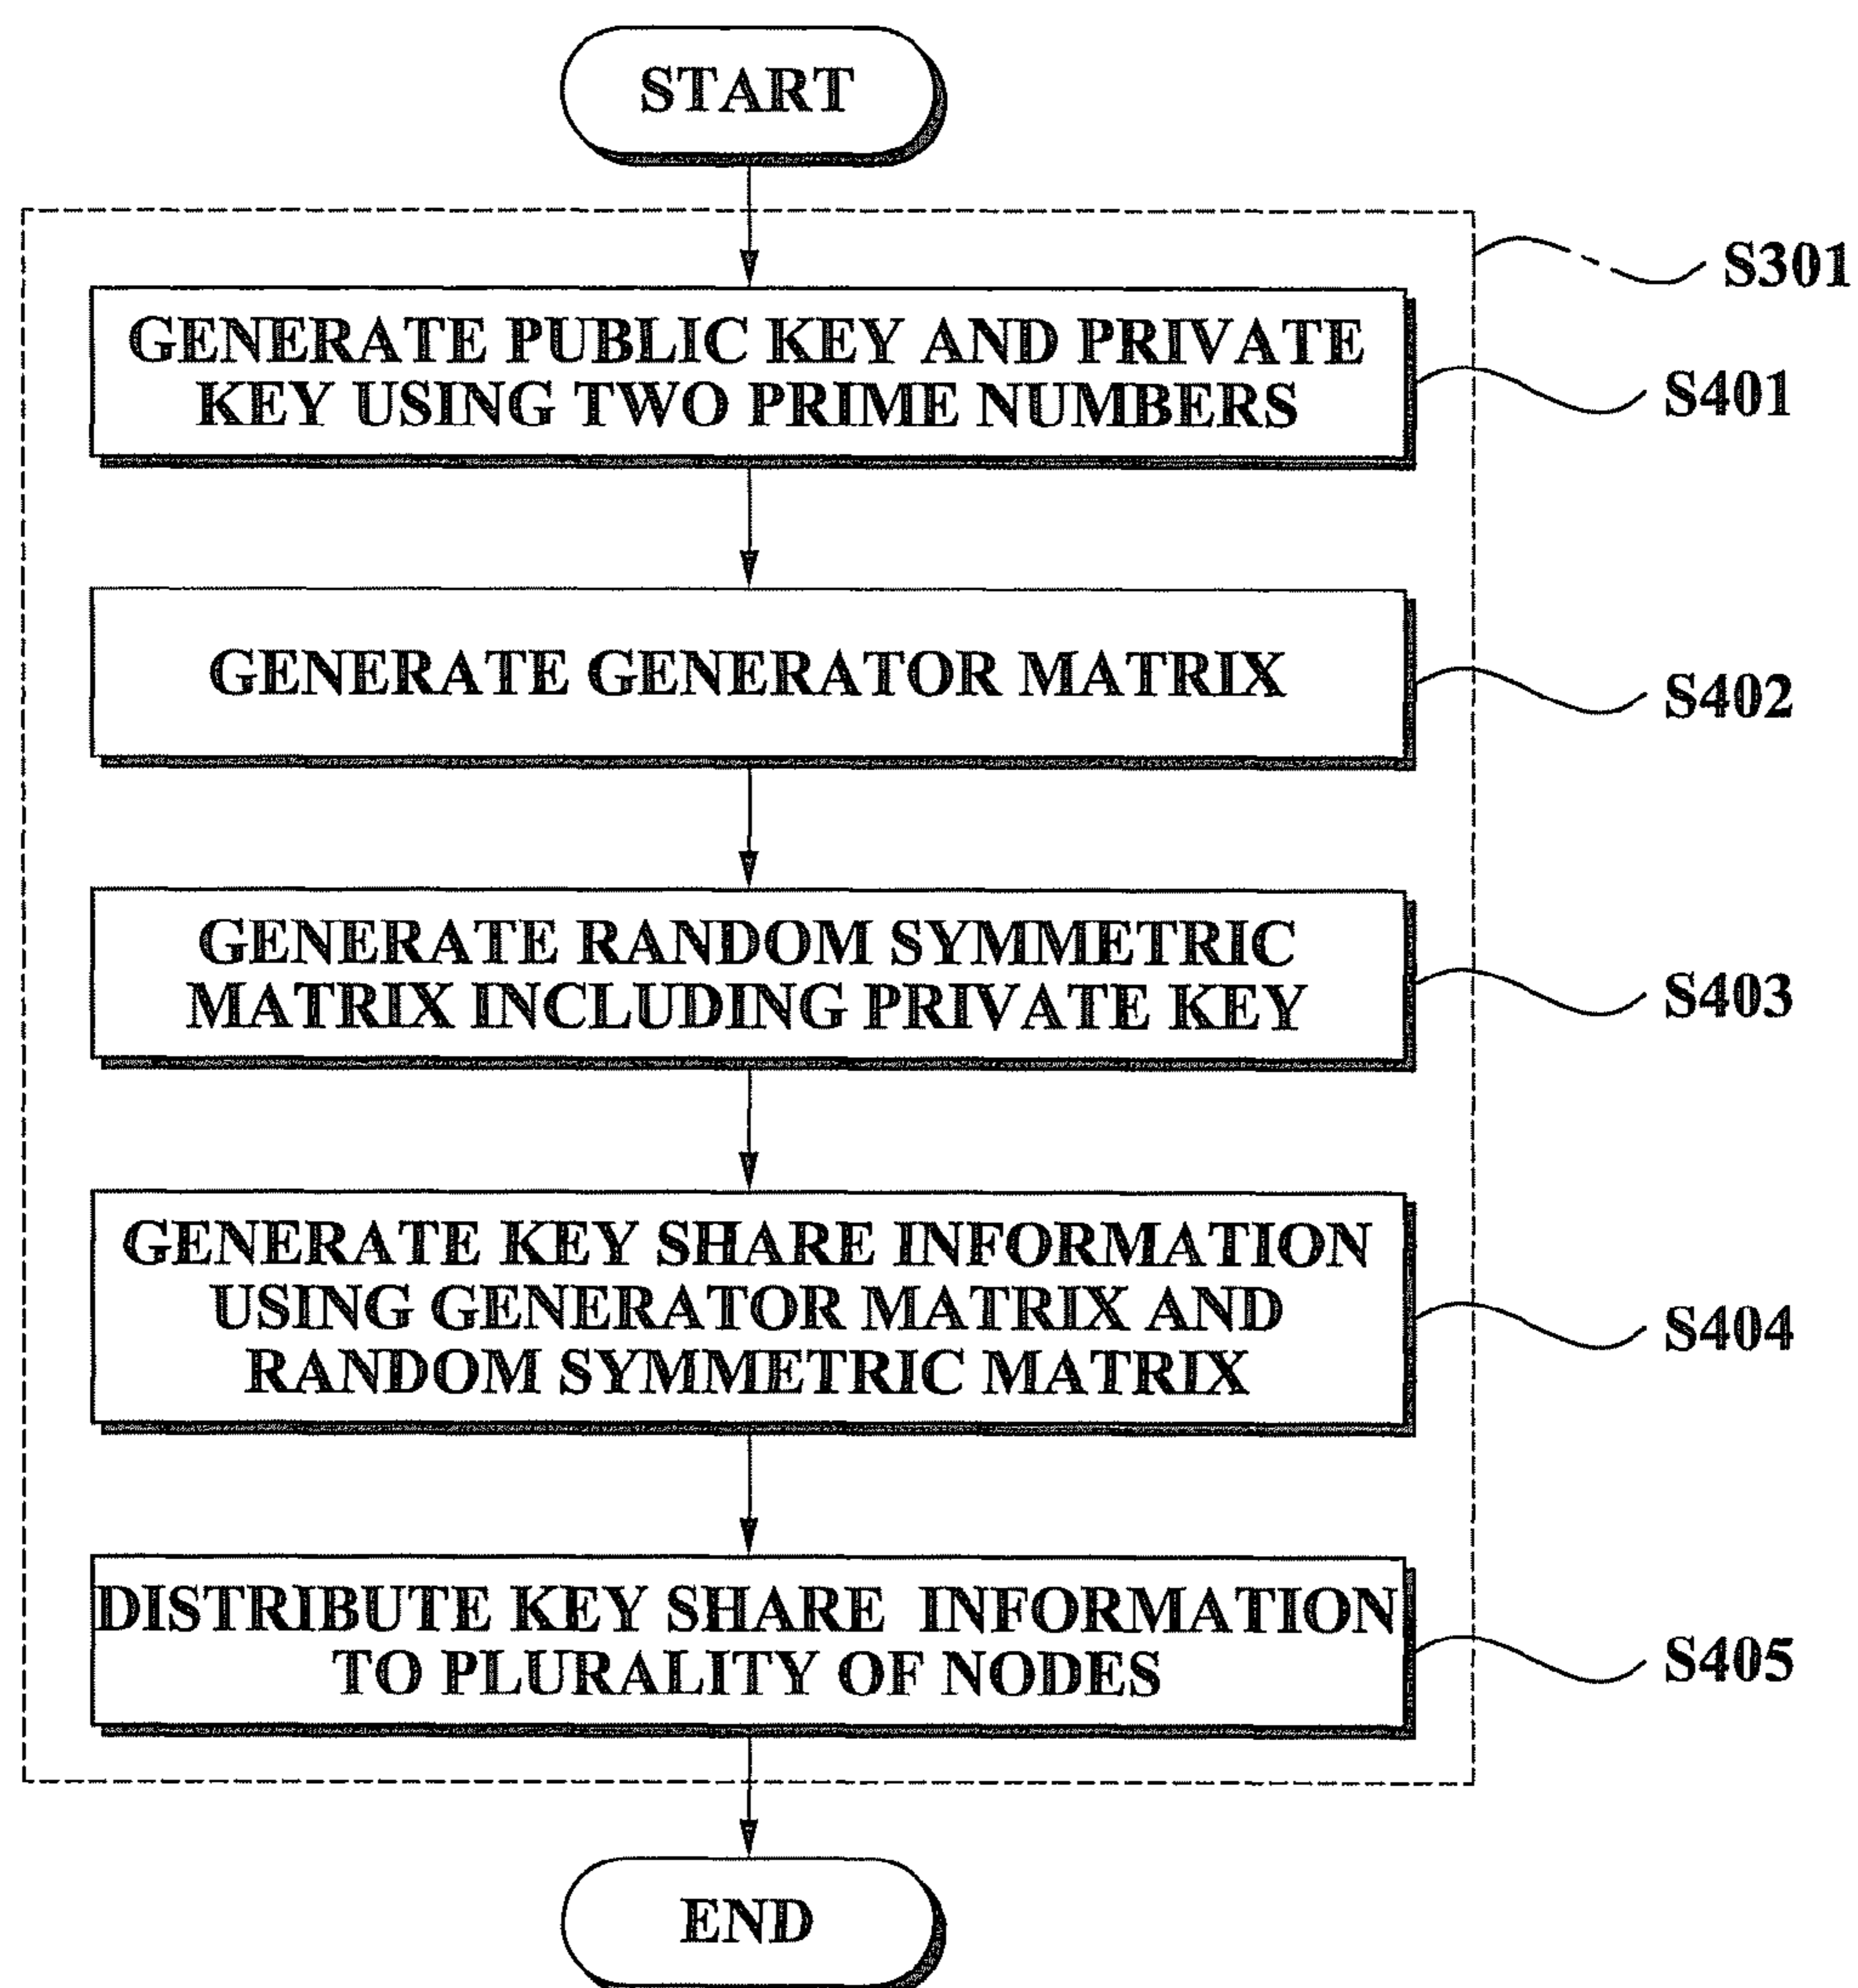 START
S301
GENERATE PUBLIC KEY AND PRIVATE
KEY USING TWO PRIME NUMBERS
S401
GENERATE GENERATOR MATRIX
S402
GENERATE RANDOM SYMMETRIC
MATRIX INCLUDING PRIVATE KEY
S403
GENERATE KEY SHARE INFORMATION
USING GENERATOR MATRIX AND
RANDOM SYMMETRIC MATRIX
S404
DISTRIBUTE KEY SHARE INFORMATION
TO PLURALITY OF NODES
S405
END